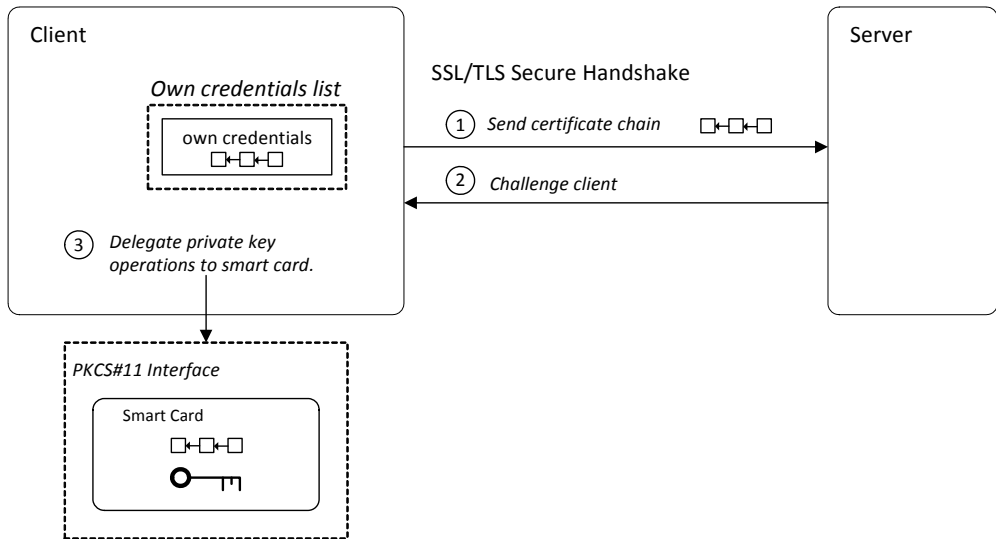 Client
Server
SSL/TLS Secure Handshake
Own credentials list
own credentials
1 Send certificate chain
2 Challenge client
3 Delegate private key
operations to smart card.
PKCS#11 Interface
Smart Card